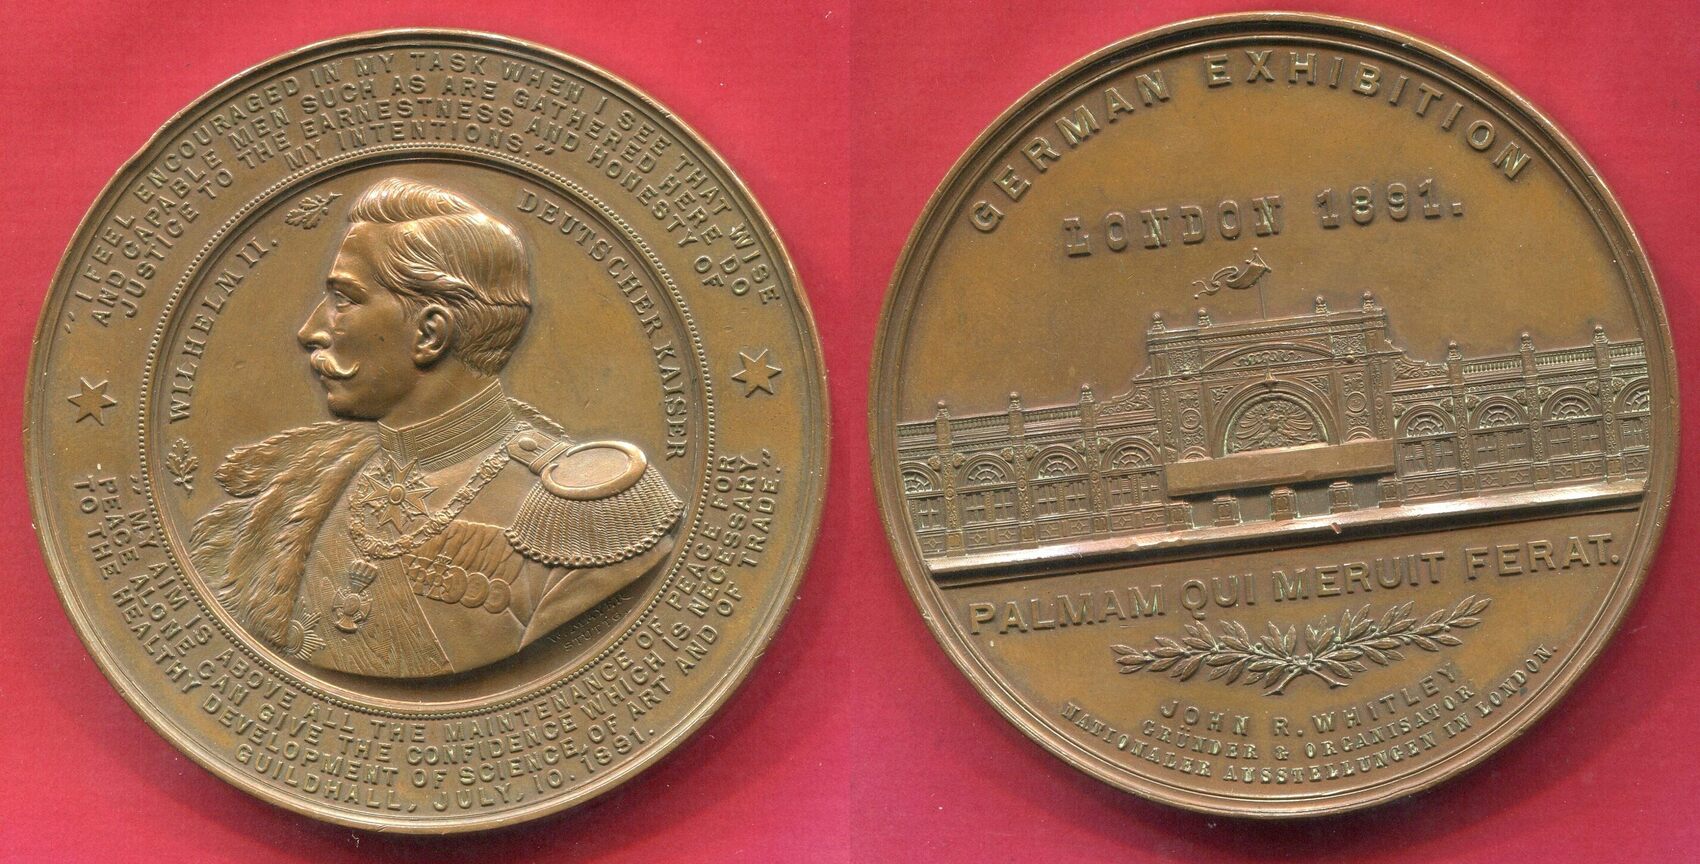 " I FEEL ENCOURAGED IN MY TASK WHEN I SEE THAT WISE
AND CAPABLE MEN SUCH AS ARE GATHERED HERE DO
JUSTICE TO THE EARNESTNESS AND HONESTY OF
MY INTENTIONS."
WILHELM II.
DEUTSCHER KAISER
W. MAYER
STUTTG
" MY AIM IS ABOVE ALL THE MAINTENANCE OF PEACE FOR
PEACE ALONE CAN GIVE THE CONFIDENCE WHICH IS NECESSARY
TO THE HEALTHY DEVELOPMENT OF SCIENCE OF ART AND OF TRADE."
GUILDHALL, JULY, 10. 1891.
GERMAN EXHIBITION
LONDON 1891.
PALMAM QUI MERUIT FERAT.
JOHN R. WHITLEY
GRÜNDER & ORGANISATOR
NATIONALER AUSSTELLUNGEN IN LONDON.